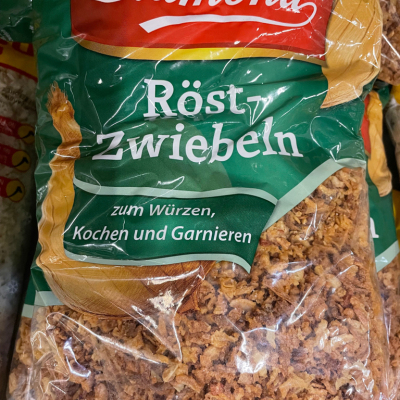 Röst-
Zwiebeln
zum Würzen,
Kochen und Garnieren